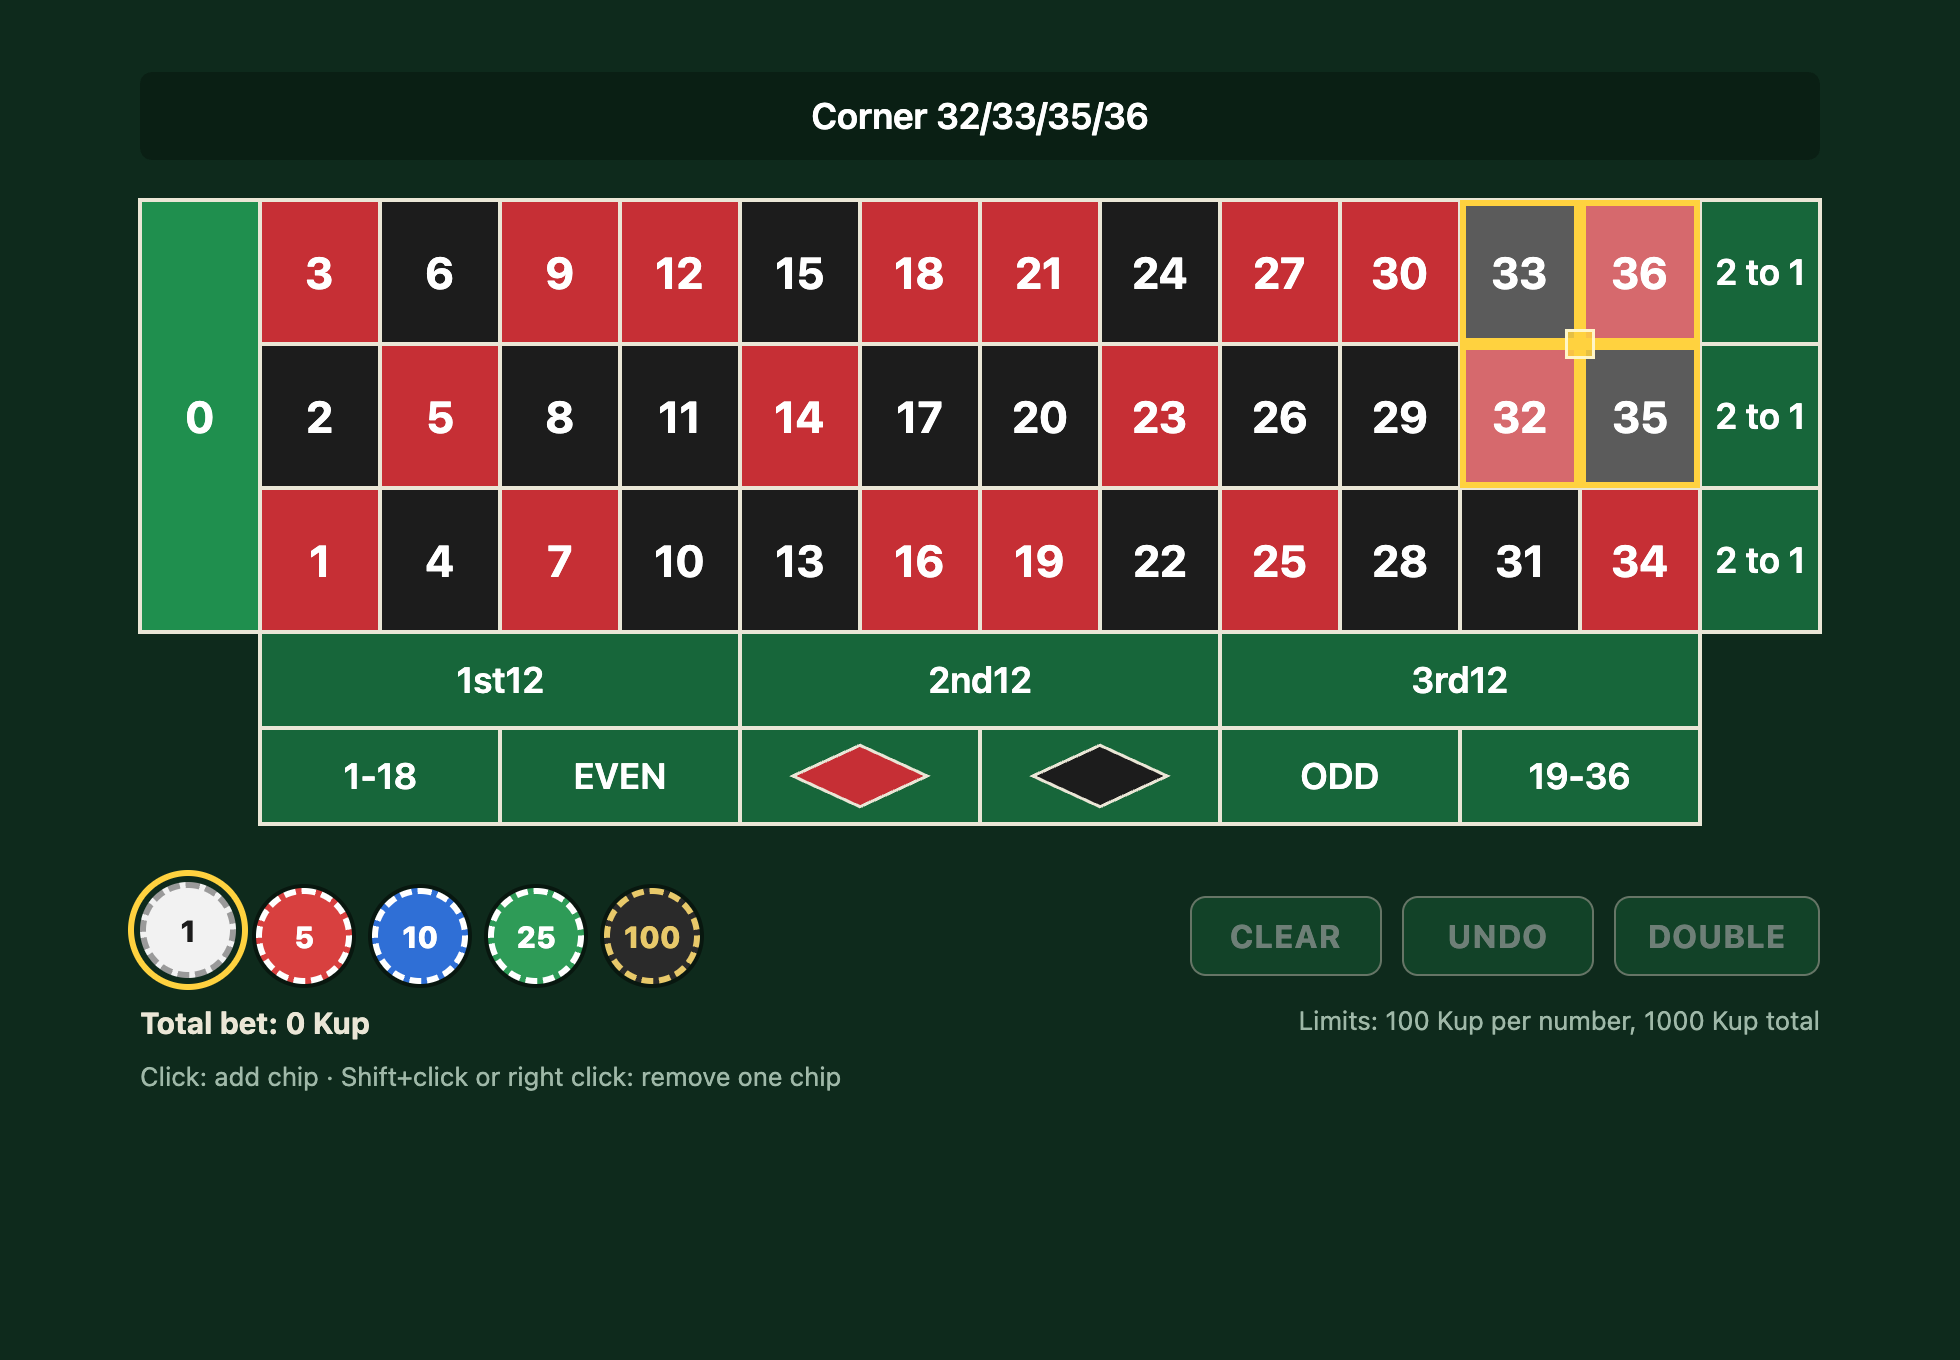 Corner 32/33/35/36
3 6 9 12 15 18 21 24 27 30 33 36 2 to 1
0 2 5 8 11 14 17 20 23 26 29 32 35 2 to 1
1 4 7 10 13 16 19 22 25 28 31 34 2 to 1
1st12 2nd12 3rd12
1-18 EVEN ODD 19-36
1 5 10 25 100 CLEAR UNDO DOUBLE
Total bet: 0 Kup Limits: 100 Kup per number, 1000 Kup total
Click: add chip · Shift+click or right click: remove one chip